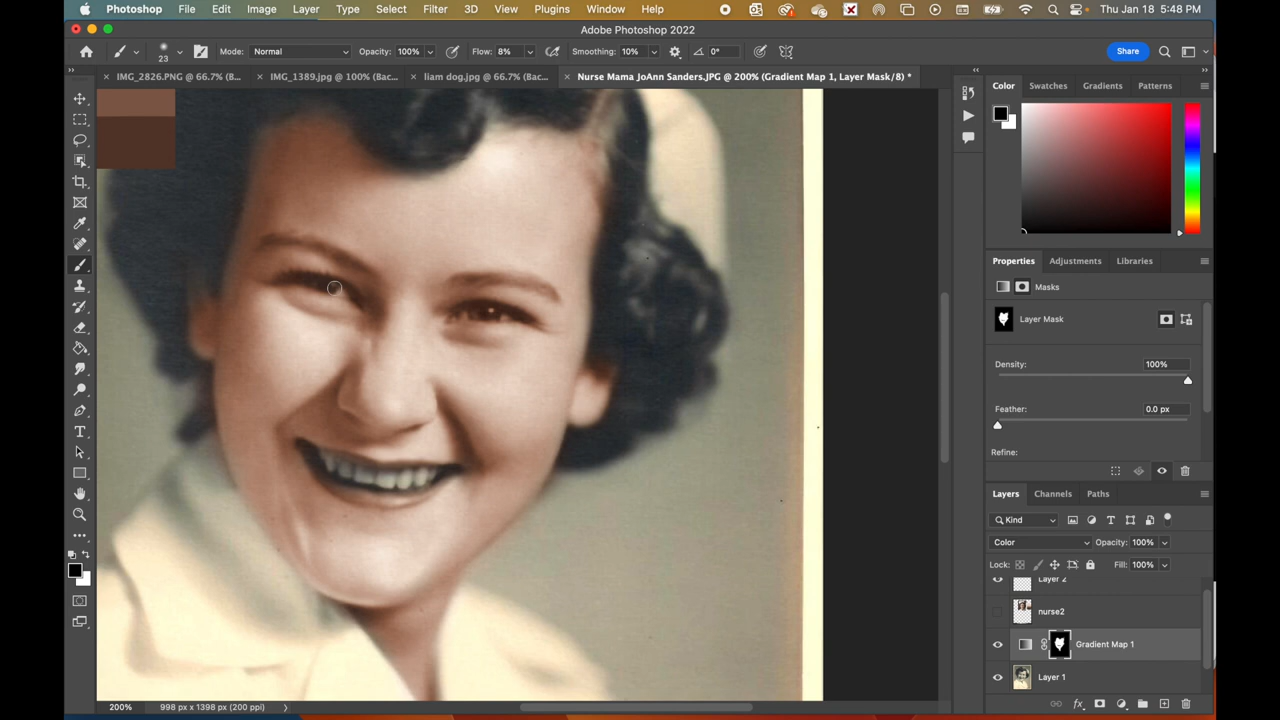 Photoshop File Edit Image Layer Type Select Filter 3D View Plugins Window Help Thu Jan 18 5:48 PM
Adobe Photoshop 2022
23 Mode: Normal Opacity: 100% Flow: 8% Smoothing: 10% 0° Share
IMG_2826.PNG @ 66.7% (B... IMG_1389.jpg @ 100% (Bac... liam dog.jpg @ 66.7% (Bac... Nurse Mama JoAnn Sanders.JPG @ 200% (Gradient Map 1, Layer Mask/8) *
Color Swatches Gradients Patterns
Properties Adjustments Libraries
Masks
Layer Mask
Density: 100%
Feather: 0.0 px
Refine:
Layers Channels Paths
Kind
Color Opacity: 100%
Lock: Fill: 100%
Layer 2
nurse2
Gradient Map 1
Layer 1
200% 998 px x 1398 px (200 ppi)